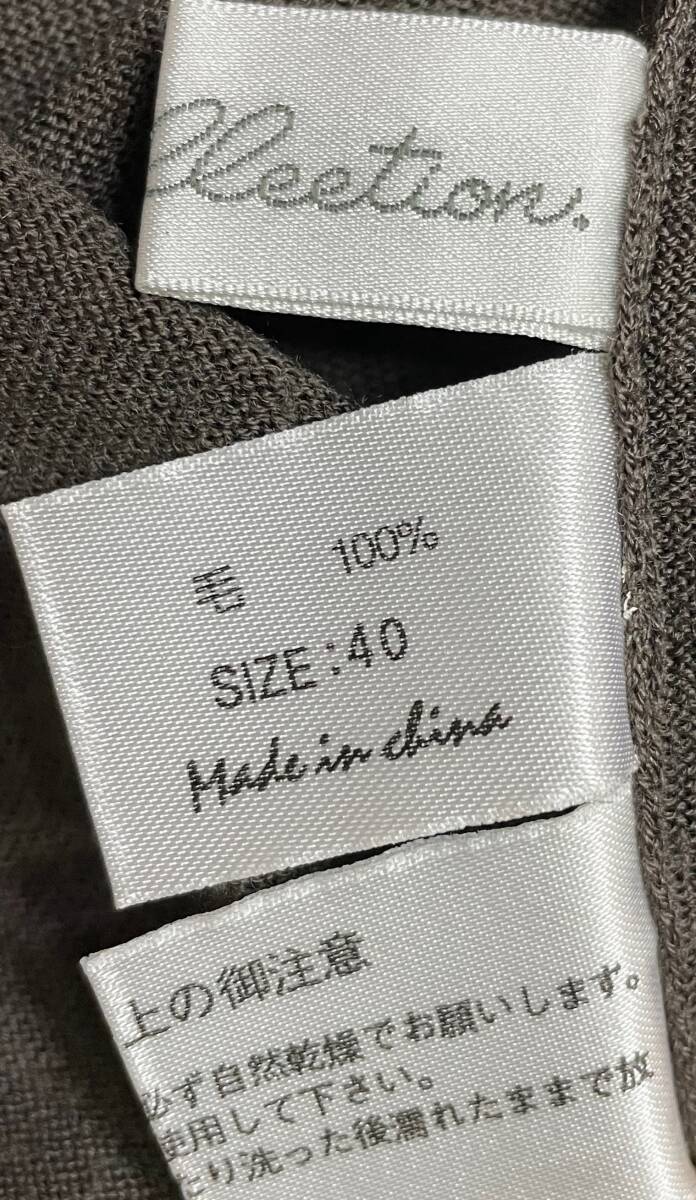 llection.
毛 100%
SIZE:40
Made in china
上の御注意
必ず自然乾燥でお願いします。
使用して下さい。
たり洗った後濡れたままで放